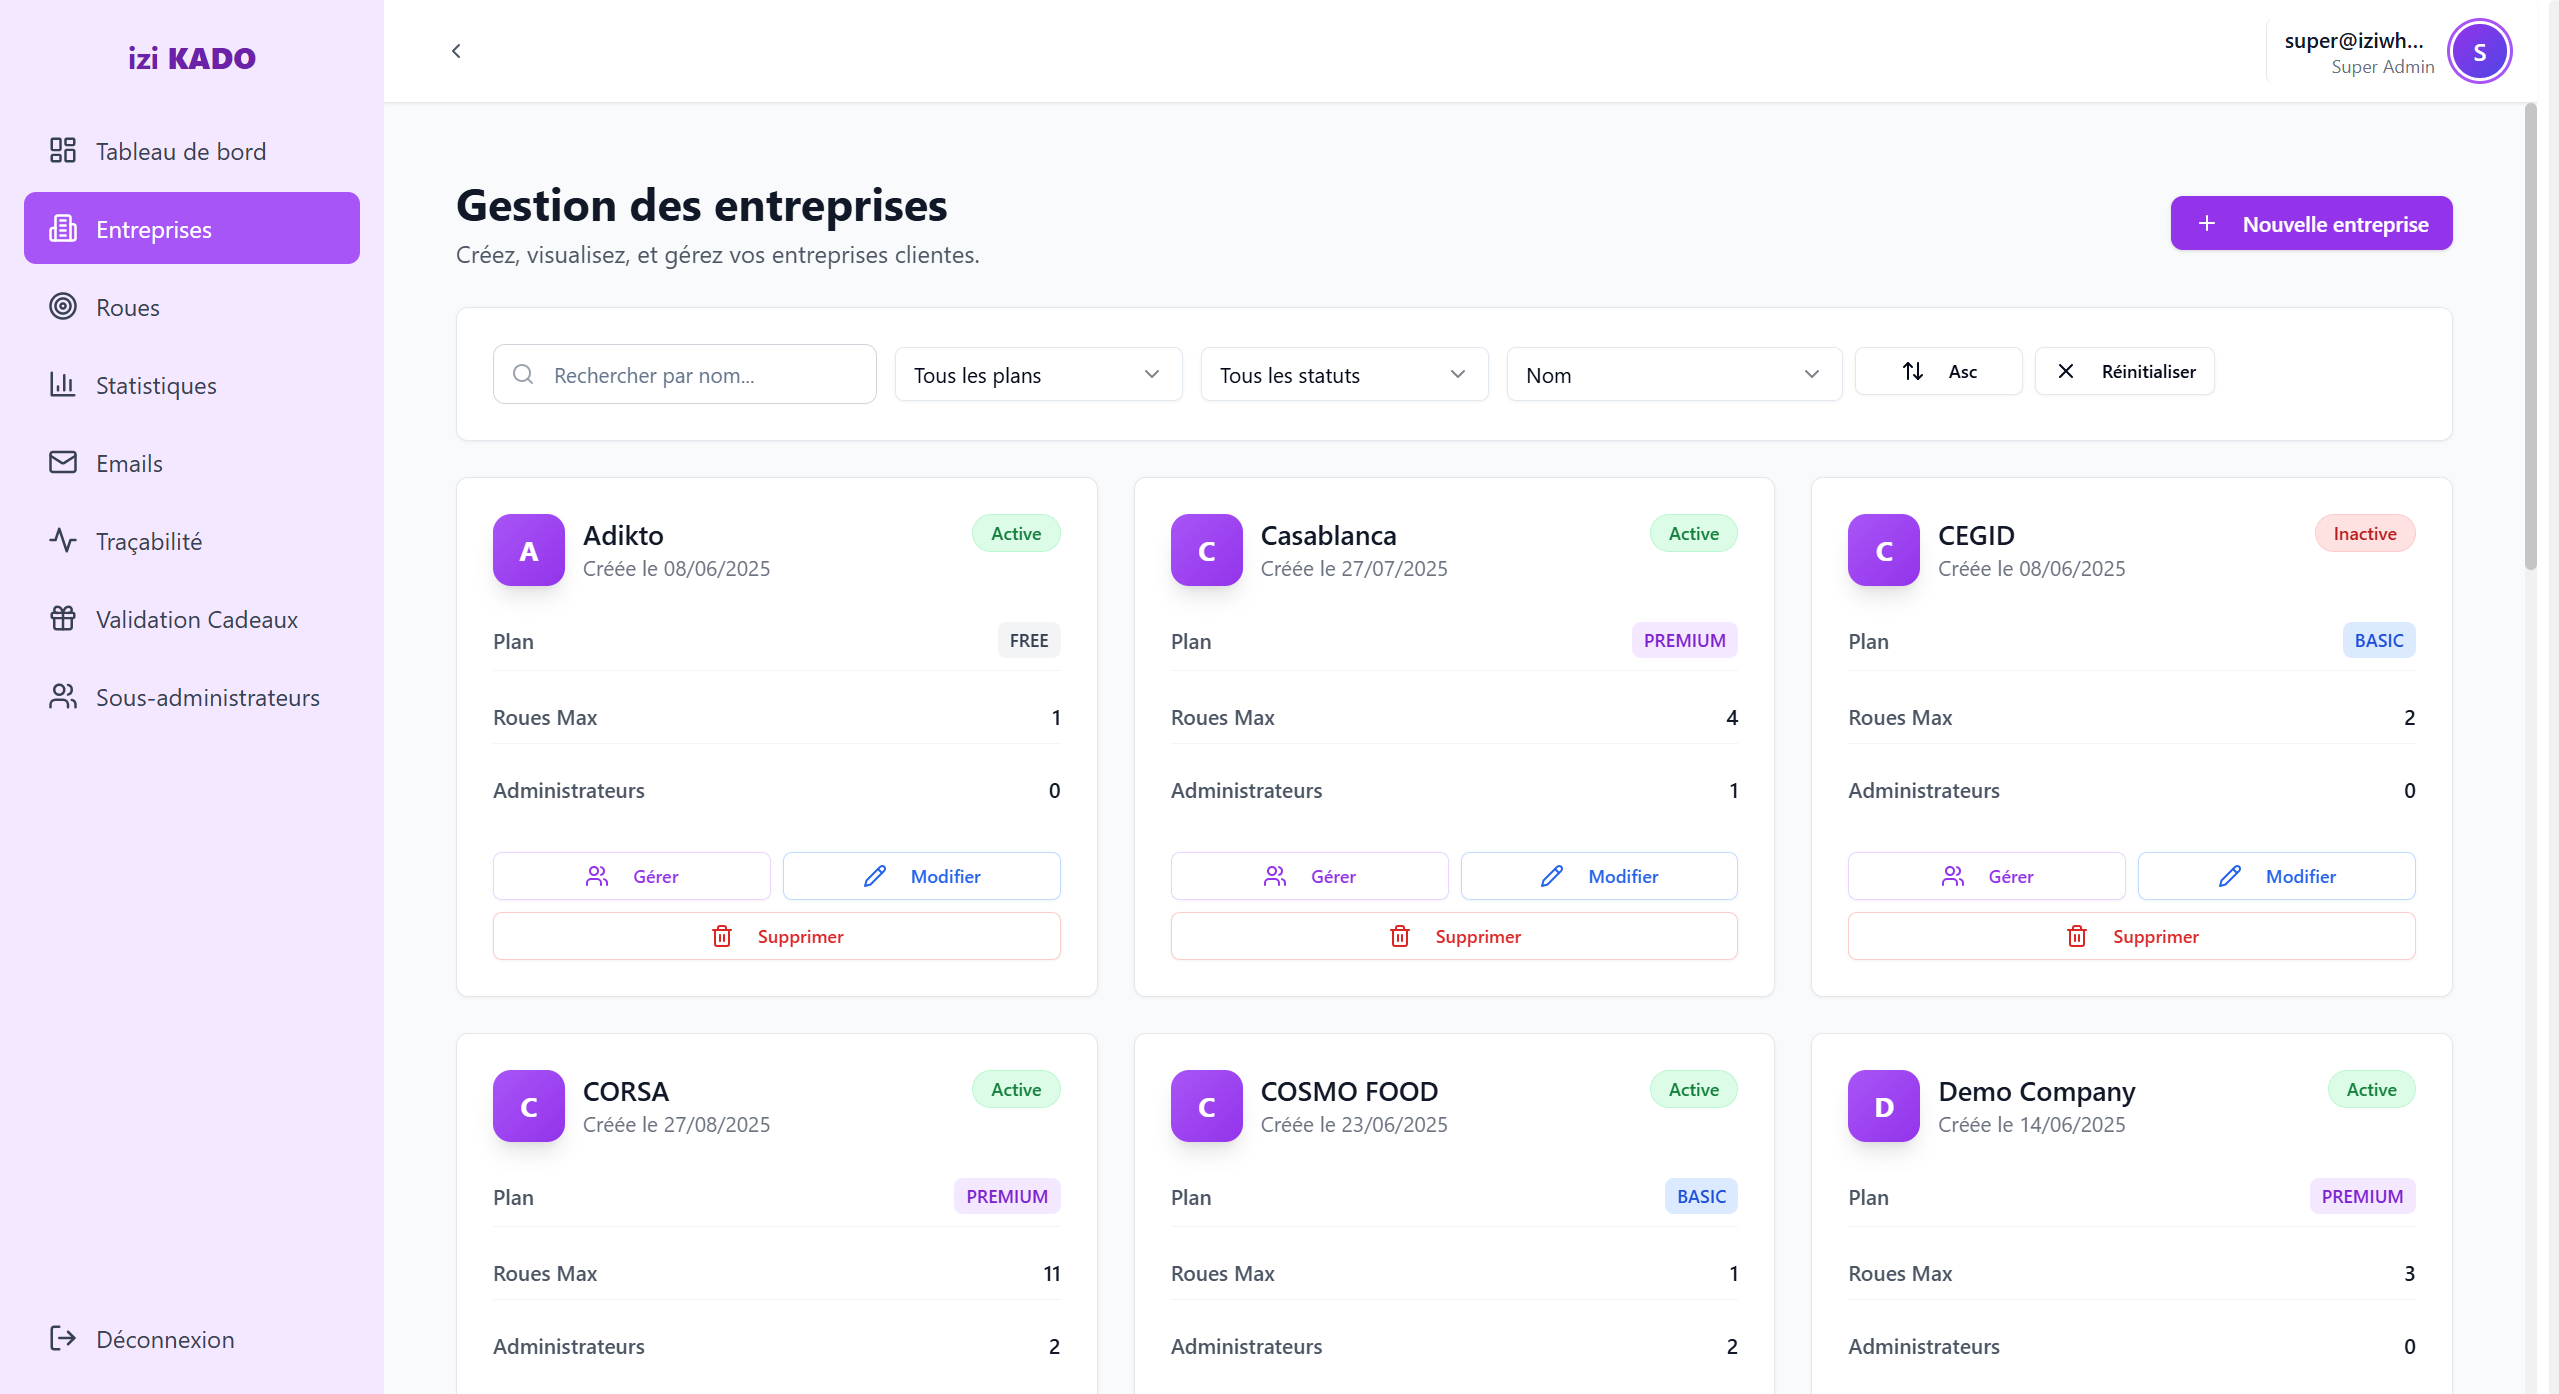 izi KADO
Tableau de bord
Entreprises
Roues
Statistiques
Emails
Traçabilité
Validation Cadeaux
Sous-administrateurs
Déconnexion
super@iziwh...
Super Admin
S
Gestion des entreprises
Créez, visualisez, et gérez vos entreprises clientes.
Nouvelle entreprise
Rechercher par nom...
Tous les plans
Tous les statuts
Nom
Asc
Réinitialiser
A
Adikto
Active
Créée le 08/06/2025
Plan
FREE
Roues Max
1
Administrateurs
0
Gérer
Modifier
Supprimer
C
Casablanca
Active
Créée le 27/07/2025
Plan
PREMIUM
Roues Max
4
Administrateurs
1
Gérer
Modifier
Supprimer
C
CEGID
Inactive
Créée le 08/06/2025
Plan
BASIC
Roues Max
2
Administrateurs
0
Gérer
Modifier
Supprimer
C
CORSA
Active
Créée le 27/08/2025
Plan
PREMIUM
Roues Max
11
Administrateurs
2
C
COSMO FOOD
Active
Créée le 23/06/2025
Plan
BASIC
Roues Max
1
Administrateurs
2
D
Demo Company
Active
Créée le 14/06/2025
Plan
PREMIUM
Roues Max
3
Administrateurs
0